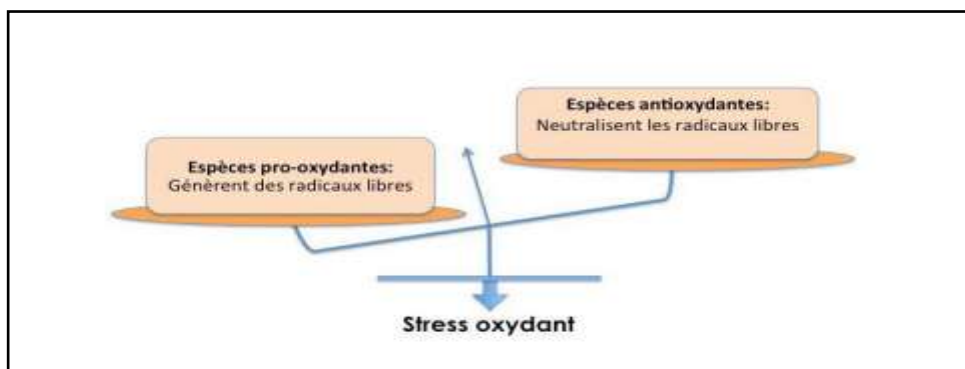 Espèces antioxydantes:
Neutralisent les radicaux libres
Espèces pro-oxydantes:
Génèrent des radicaux libres
Stress oxydant